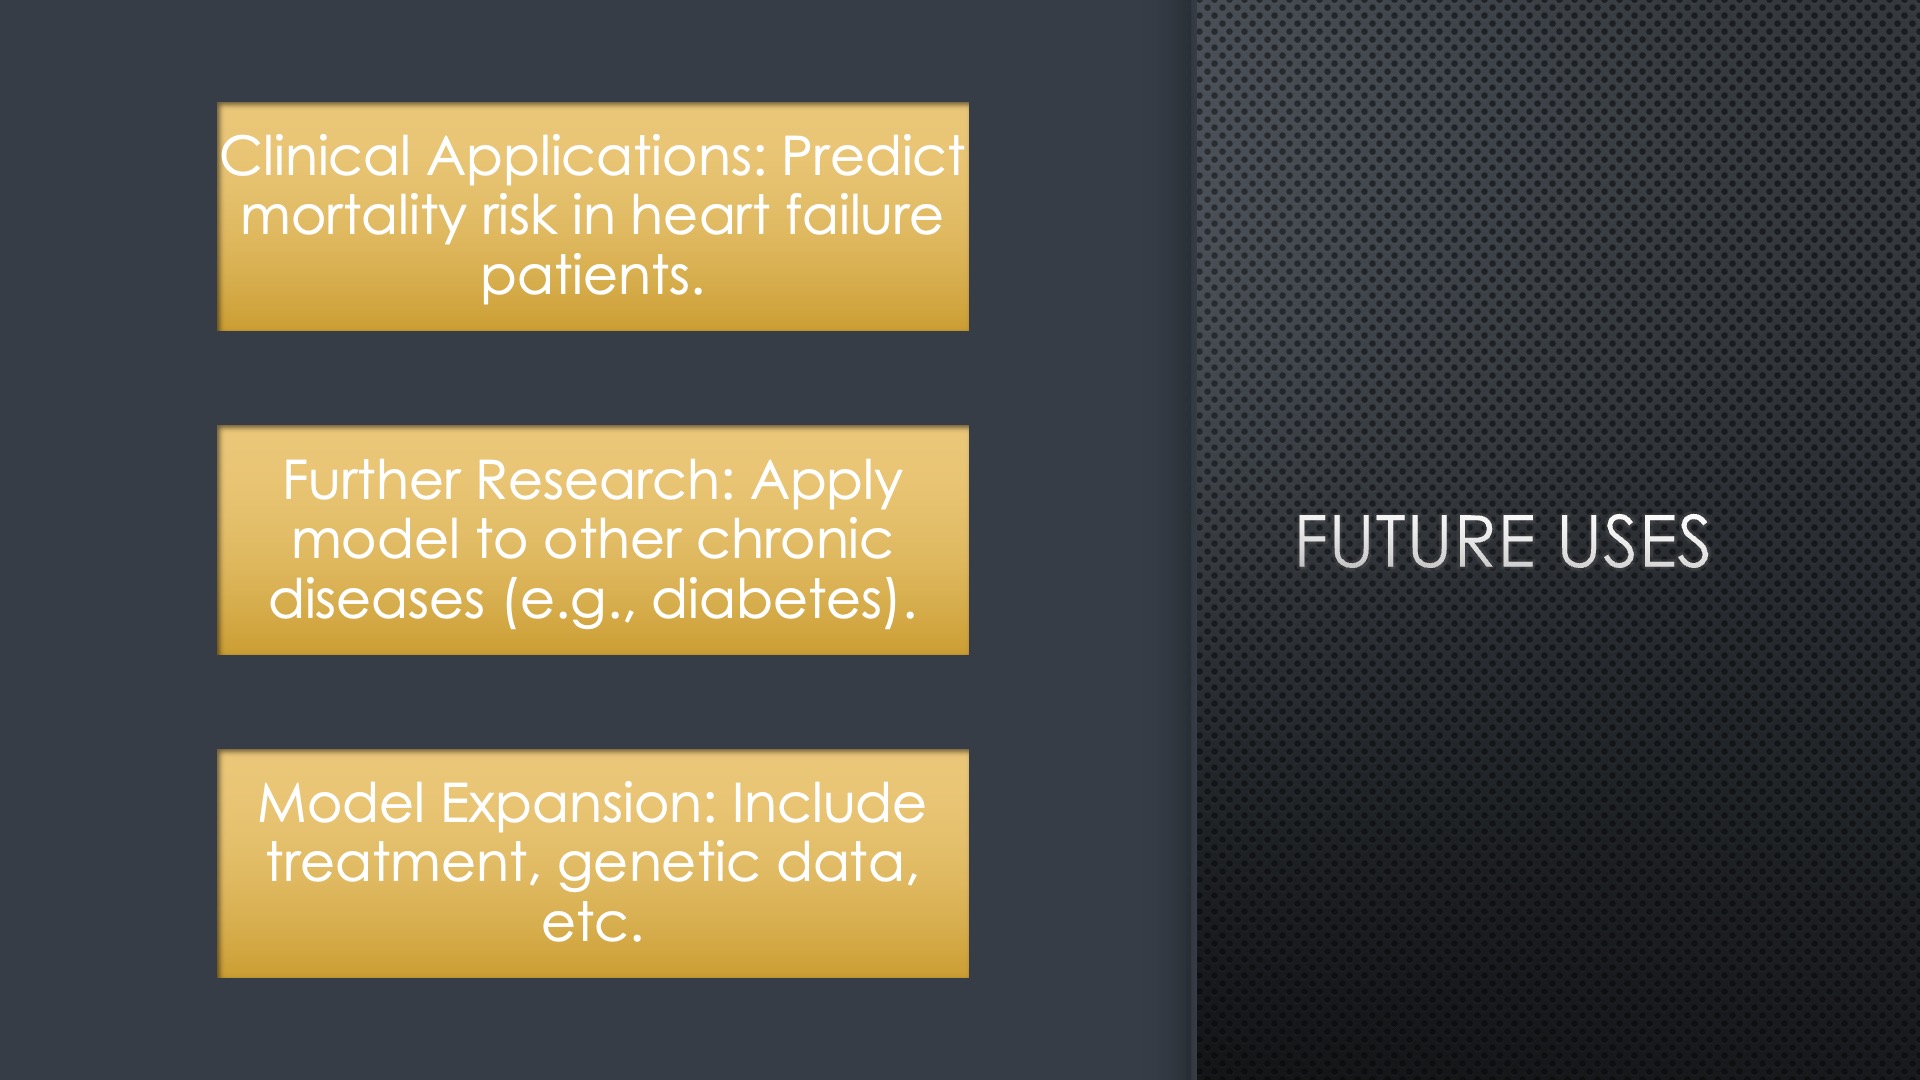 Clinical Applications: Predict
mortality risk in heart failure
patients.
Further Research: Apply
model to other chronic
diseases (e.g., diabetes).
Model Expansion: Include
treatment, genetic data,
etc.
FUTURE USES